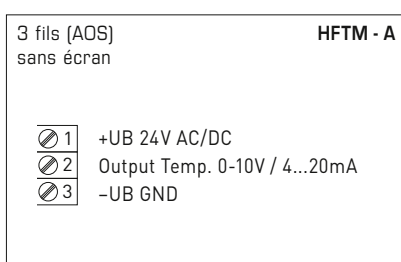 3 fils (AOS) HFTM - A
sans écran
1 +UB 24V AC/DC
2 Output Temp. 0-10V / 4...20mA
3 –UB GND